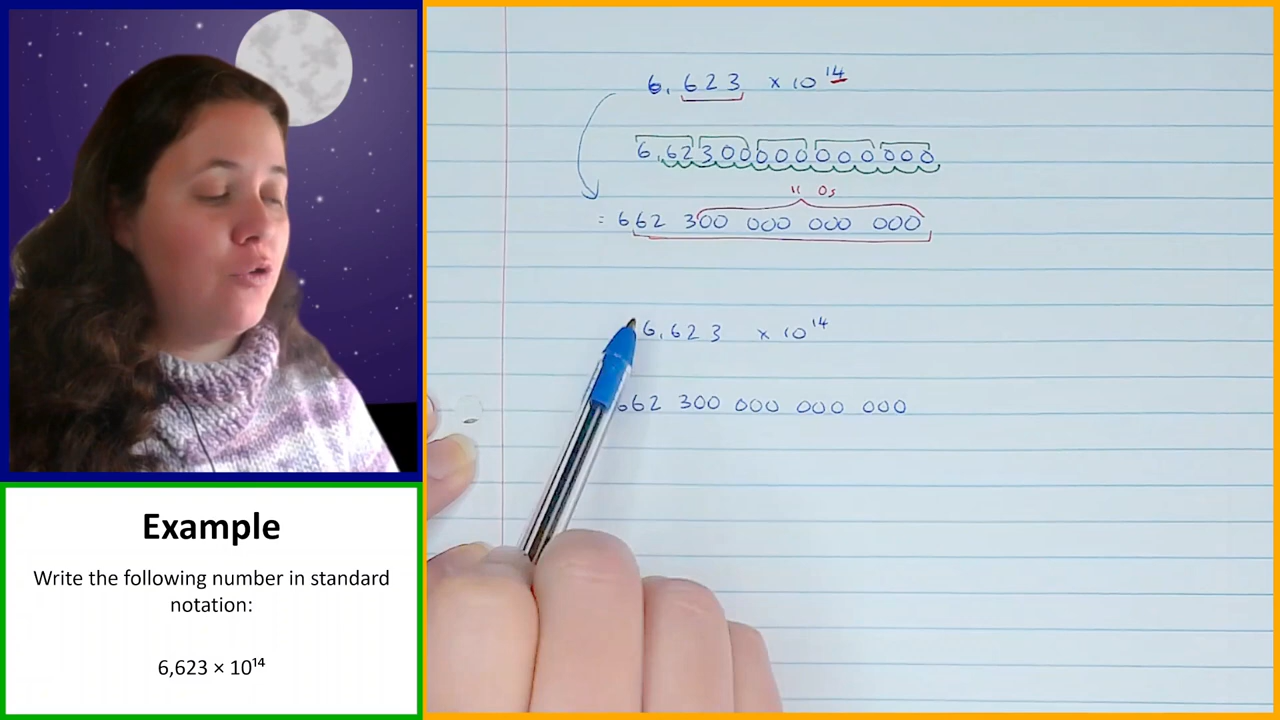 Example
Write the following number in standard
notation:
6,623 × 10¹⁴
6,623 × 10¹⁴
6,62300000000000
11 0s
= 662 300 000 000 000
6,623 × 10¹⁴
662 300 000 000 000